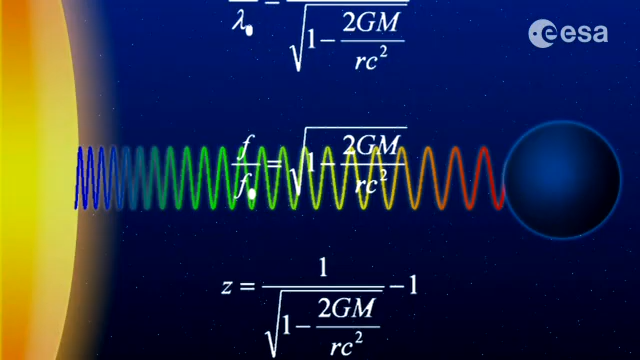 esa
λ₀ = √(1 − 2GM/rc²)
f/f₀ = √(1 − 2GM/rc²)
z = 1/√(1 − 2GM/rc²) − 1